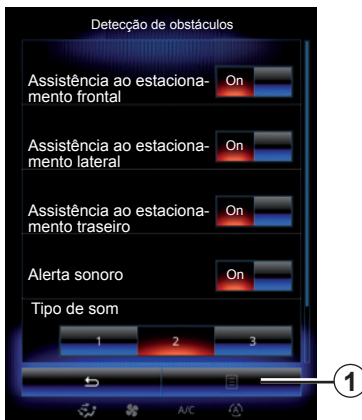 Detecção de obstáculos
Assistência ao estaciona-
mento frontal
On
Assistência ao estaciona-
mento lateral
On
Assistência ao estaciona-
mento traseiro
On
Alerta sonoro
On
Tipo de som
1
2
3
1
A/C
A